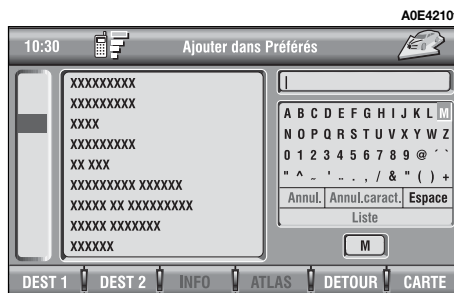 A0E4210
10:30 Ajouter dans Préférés
XXXXXXXXX
XXXXXXXXX
XXXX
XXXXXXXXX
XX XXX
XXXXXXXXX XXXXXX
XXXXX XX XXXXXXXXX
XXXXX XXXXXXX
XXXXXX
A B C D E F G H I J K L M
N O P Q R S T U V X Y W Z
0 1 2 3 4 5 6 7 8 9 @ ´ `
" ^ ~ ' .. . , / & " ( ) +
Annul. Annul.caract. Espace
Liste
M
DEST 1 DEST 2 INFO ATLAS DETOUR CARTE